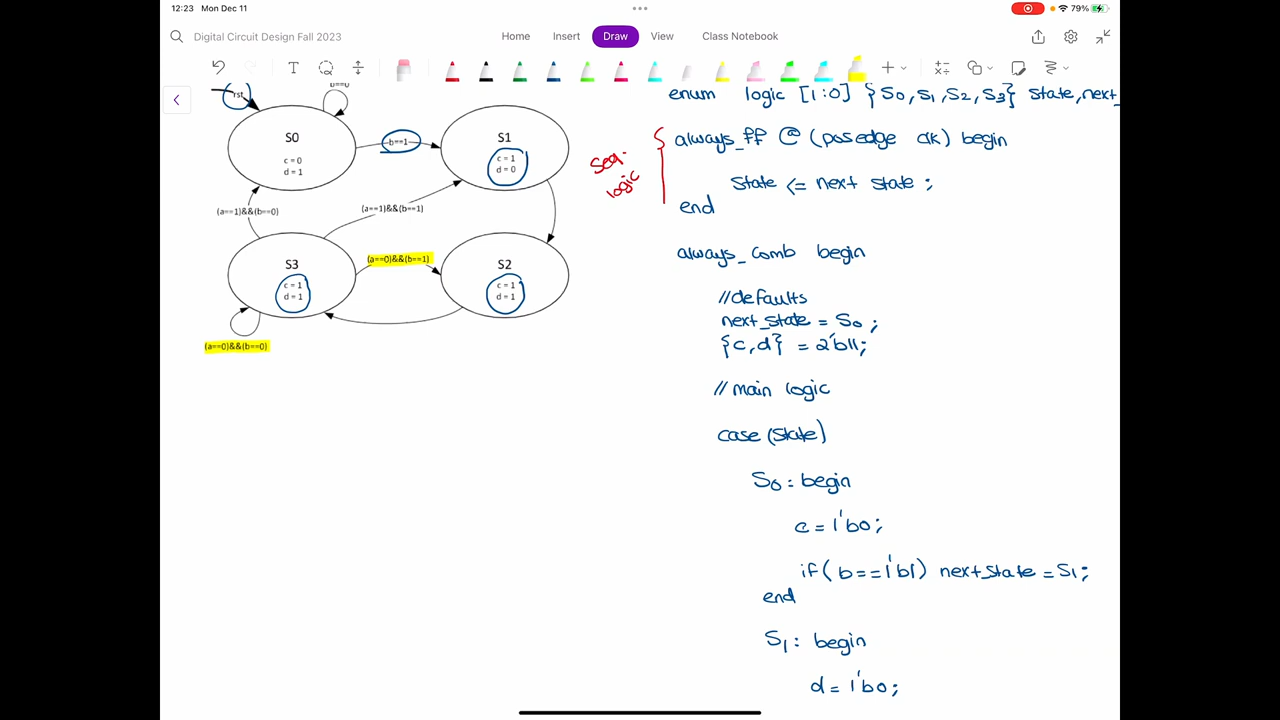 12:23 Mon Dec 11
79%
Digital Circuit Design Fall 2023
Home Insert Draw View Class Notebook
rst
b==0
S0
c = 0
d = 1
b==1
S1
c = 1
d = 0
(a==1)&&(b==0)
(a==1)&&(b==1)
S3
c = 1
d = 1
(a==0)&&(b==1)
S2
c = 1
d = 1
(a==0)&&(b==0)
enum logic [1:0] {S0,S1,S2,S3} state,next_
seq.
logic
always_ff @ (posedge clk) begin
state <= next state ;
end
always_comb begin
//defaults
next_state = S0 ;
{c,d} = 2'b11;
// main logic
case (state)
S0: begin
c = 1'b0;
if( b==1'b1) next_state = S1;
end
S1: begin
d = 1'b0;